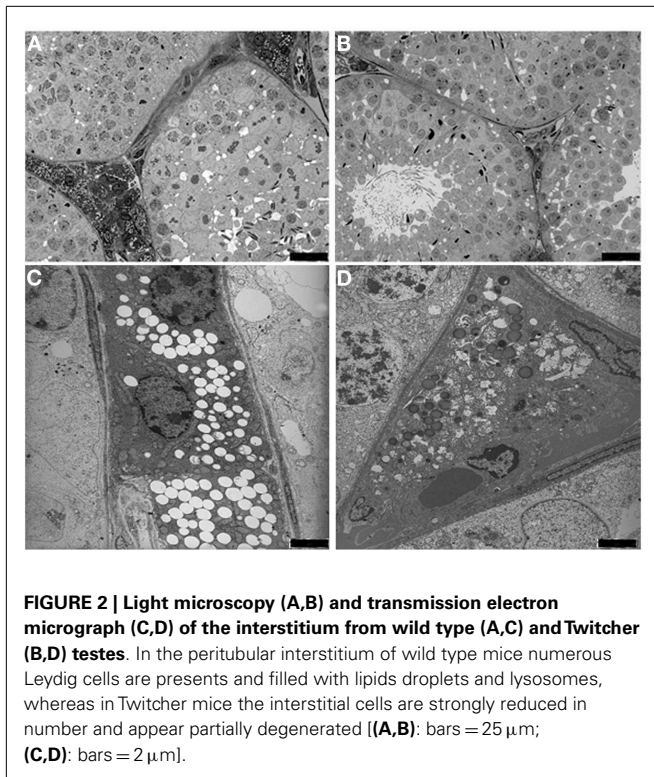 A
B
C
D
FIGURE 2 | Light microscopy (A,B) and transmission electron
micrograph (C,D) of the interstitium from wild type (A,C) and Twitcher
(B,D) testes. In the peritubular interstitium of wild type mice numerous
Leydig cells are presents and filled with lipids droplets and lysosomes,
whereas in Twitcher mice the interstitial cells are strongly reduced in
number and appear partially degenerated [(A,B): bars = 25 μm;
(C,D): bars = 2 μm].